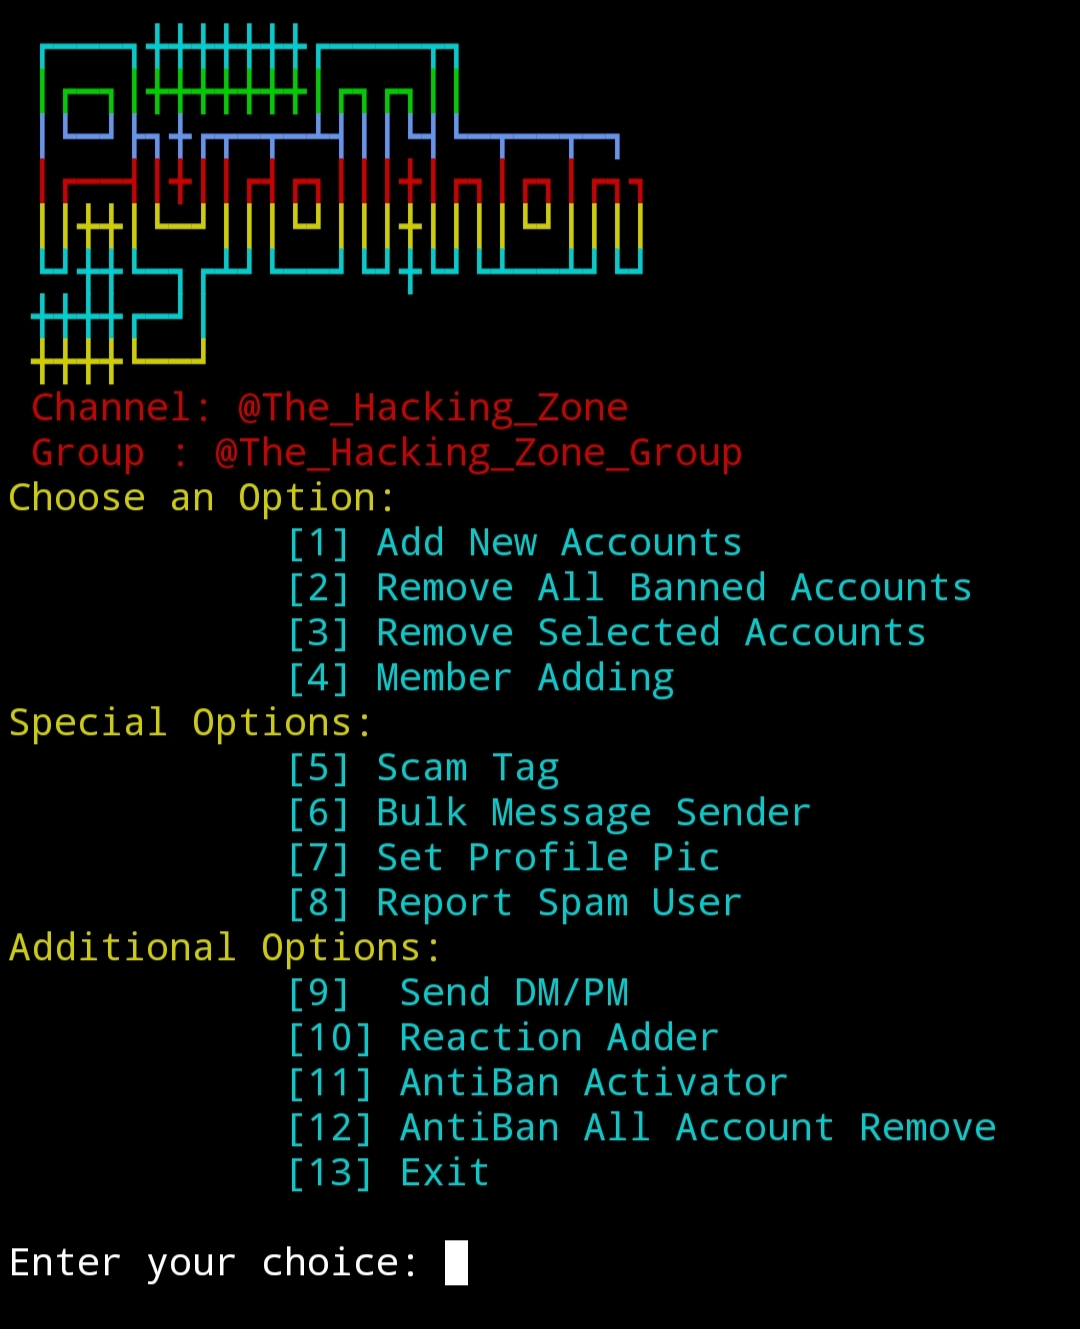 Channel: @The_Hacking_Zone
Group : @The_Hacking_Zone_Group
Choose an Option:
[1] Add New Accounts
[2] Remove All Banned Accounts
[3] Remove Selected Accounts
[4] Member Adding
Special Options:
[5] Scam Tag
[6] Bulk Message Sender
[7] Set Profile Pic
[8] Report Spam User
Additional Options:
[9]  Send DM/PM
[10] Reaction Adder
[11] AntiBan Activator
[12] AntiBan All Account Remove
[13] Exit
Enter your choice: